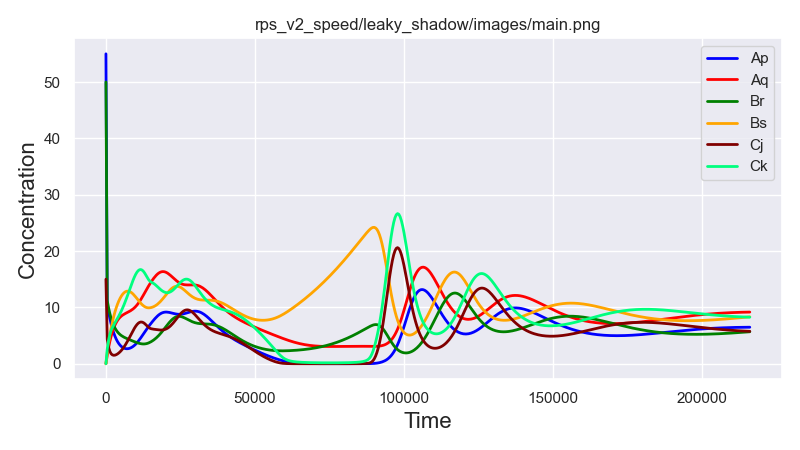 rps_v2_speed/leaky_shadow/images/main.png
Concentration
50
40
30
20
10
0
Ap
Aq
Br
Bs
Cj
Ck
0
50000
100000
150000
200000
Time